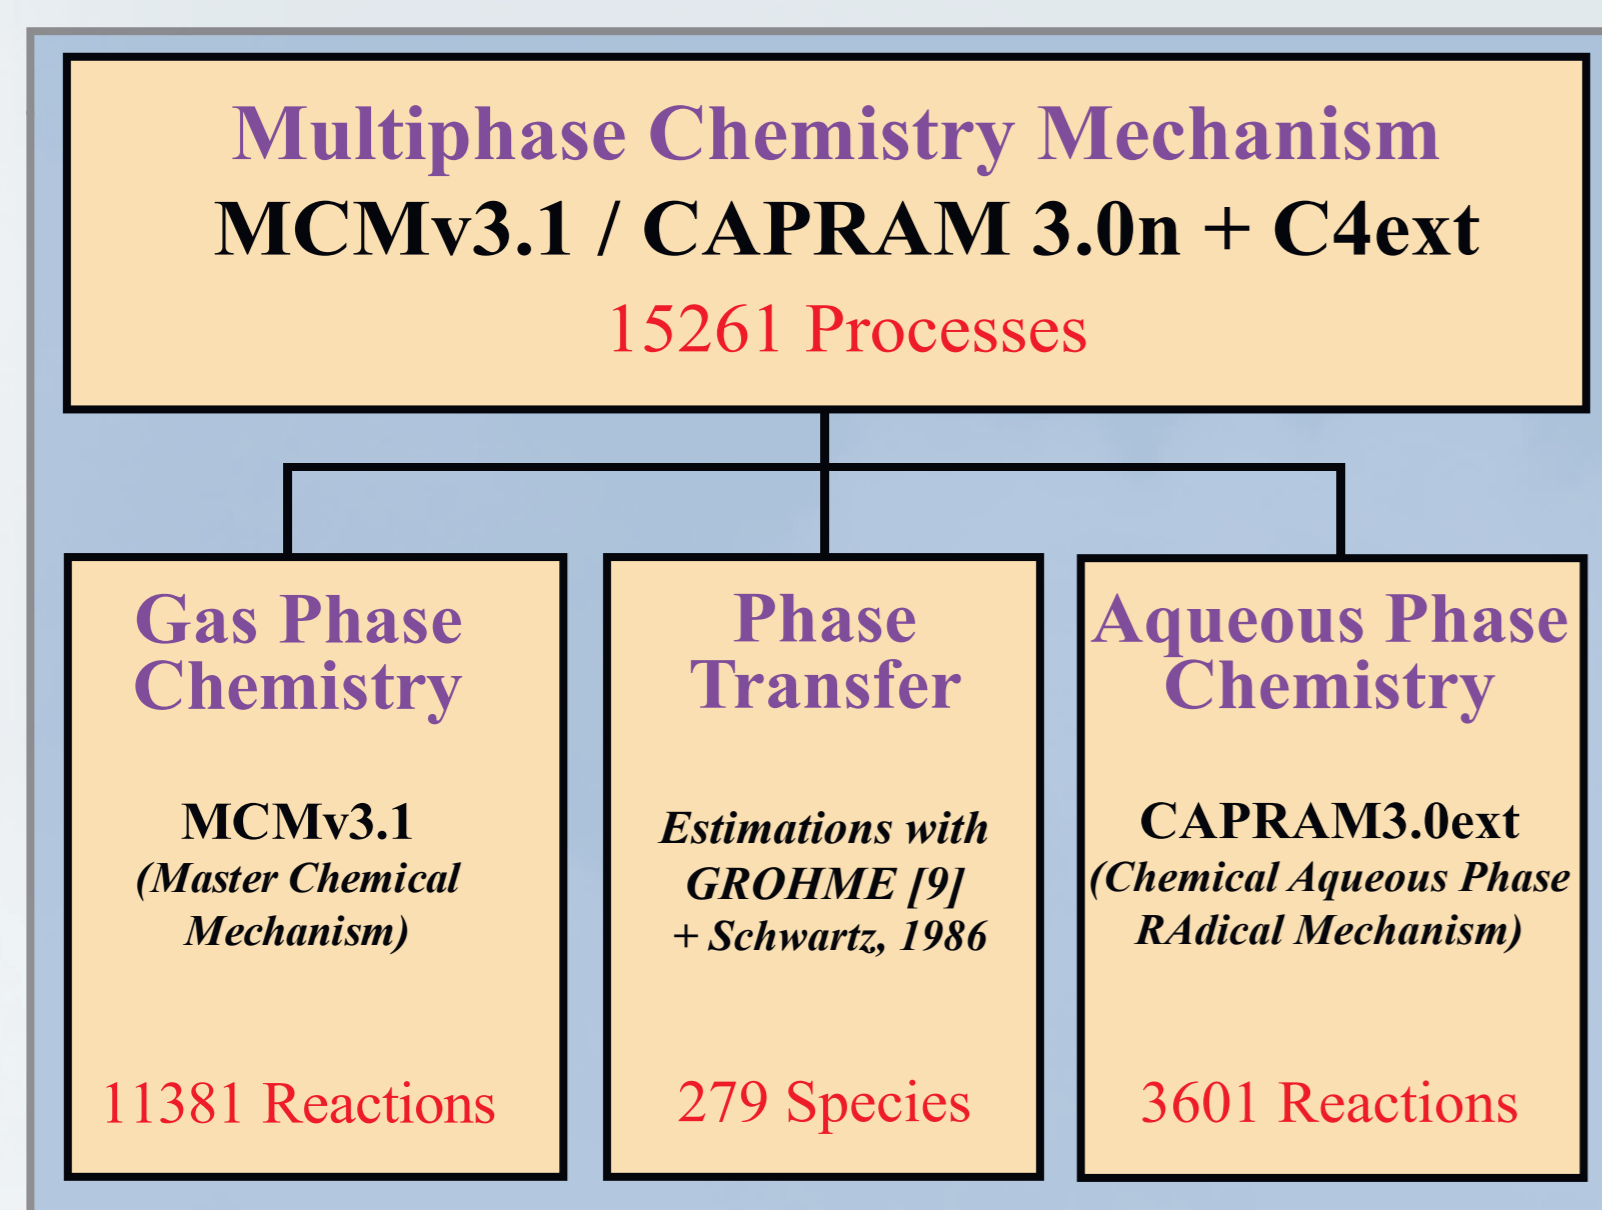 Multiphase Chemistry Mechanism
MCMv3.1 / CAPRAM 3.0n + C4ext
15261 Processes
Gas Phase
Chemistry
MCMv3.1
(Master Chemical
Mechanism)
11381 Reactions
Phase
Transfer
Estimations with
GROHME [9]
+ Schwartz, 1986
279 Species
Aqueous Phase
Chemistry
CAPRAM3.0ext
(Chemical Aqueous Phase
RAdical Mechanism)
3601 Reactions